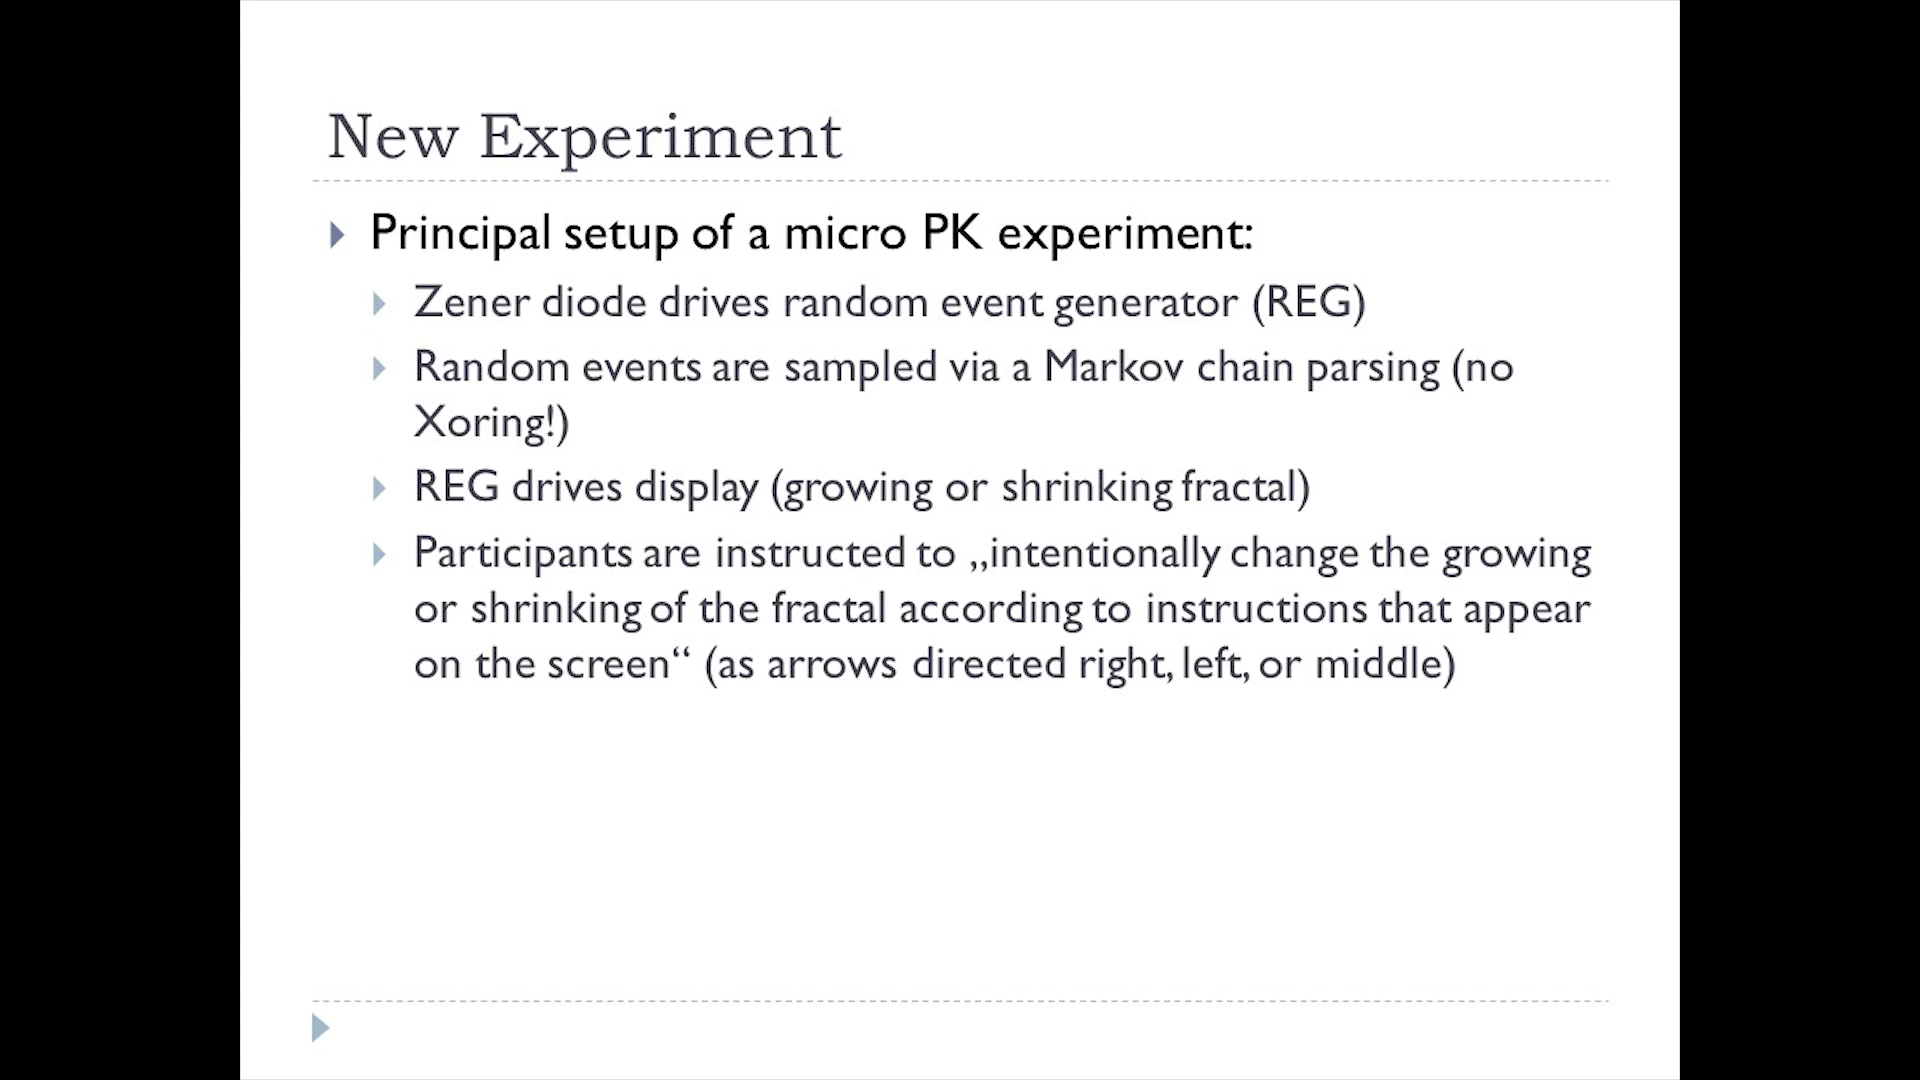 New Experiment
Principal setup of a micro PK experiment:
Zener diode drives random event generator (REG)
Random events are sampled via a Markov chain parsing (no
Xoring!)
REG drives display (growing or shrinking fractal)
Participants are instructed to „intentionally change the growing
or shrinking of the fractal according to instructions that appear
on the screen“ (as arrows directed right, left, or middle)